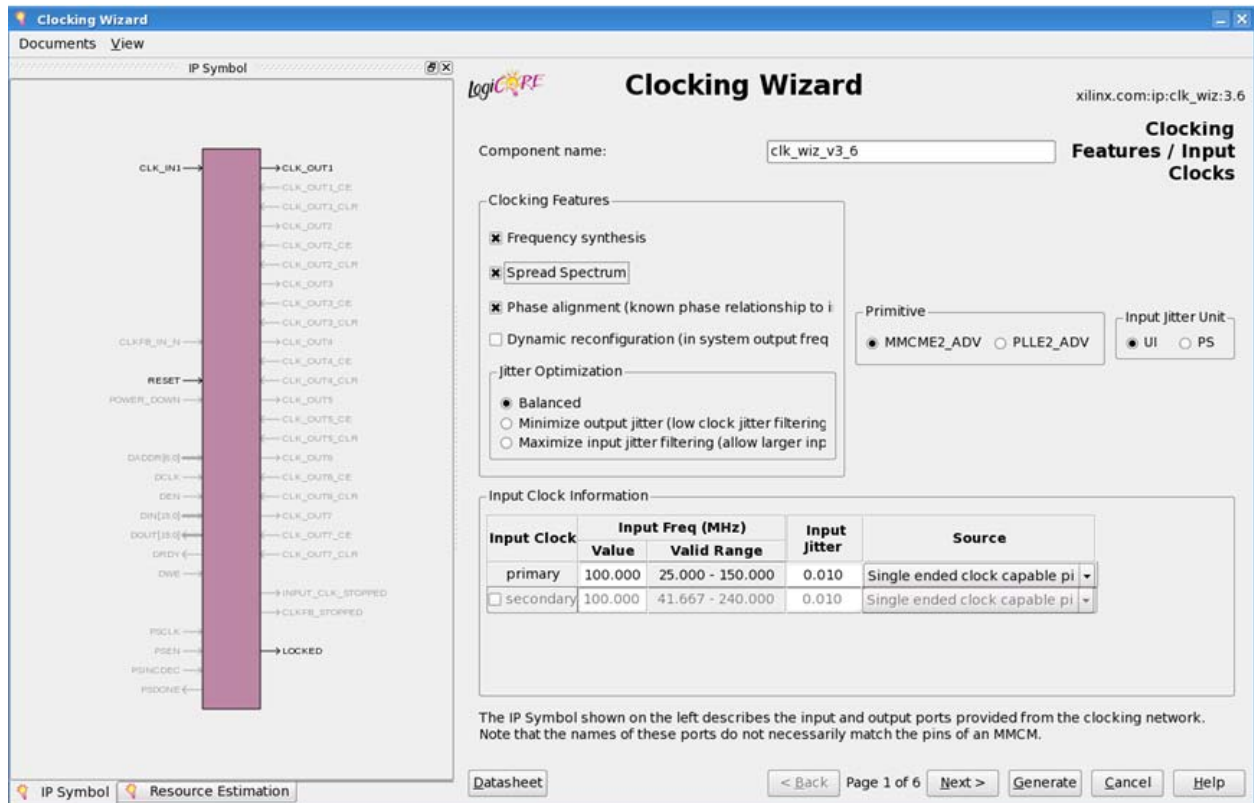 Clocking Wizard
Documents View
IP Symbol
CLK_IN1
CLKFB_IN_N
RESET
POWER_DOWN
DADDR[6:0]
DCLK
DEN
DIN[15:0]
DOUT[15:0]
DRDY
DWE
PSCLK
PSEN
PSINCDEC
PSDONE
CLK_OUT1
CLK_OUT1_CE
CLK_OUT1_CLR
CLK_OUT2
CLK_OUT2_CE
CLK_OUT2_CLR
CLK_OUT3
CLK_OUT3_CE
CLK_OUT3_CLR
CLK_OUT4
CLK_OUT4_CE
CLK_OUT4_CLR
CLK_OUT5
CLK_OUT5_CE
CLK_OUT5_CLR
CLK_OUT6
CLK_OUT6_CE
CLK_OUT6_CLR
CLK_OUT7
CLK_OUT7_CE
CLK_OUT7_CLR
INPUT_CLK_STOPPED
CLKFB_STOPPED
LOCKED
IP Symbol Resource Estimation
LogiCORE
Clocking Wizard
xilinx.com:ip:clk_wiz:3.6
Clocking
Features / Input
Clocks
Component name: clk_wiz_v3_6
Clocking Features
Frequency synthesis
Spread Spectrum
Phase alignment (known phase relationship to i
Dynamic reconfiguration (in system output freq
Jitter Optimization
Balanced
Minimize output jitter (low clock jitter filtering
Maximize input jitter filtering (allow larger inp
Primitive
MMCME2_ADV PLLE2_ADV
Input Jitter Unit
UI PS
Input Clock Information
Input Clock Input Freq (MHz) Input Jitter Source
Value Valid Range
primary 100.000 25.000 - 150.000 0.010 Single ended clock capable pi
secondary 100.000 41.667 - 240.000 0.010 Single ended clock capable pi
The IP Symbol shown on the left describes the input and output ports provided from the clocking network.
Note that the names of these ports do not necessarily match the pins of an MMCM.
Datasheet < Back Page 1 of 6 Next > Generate Cancel Help